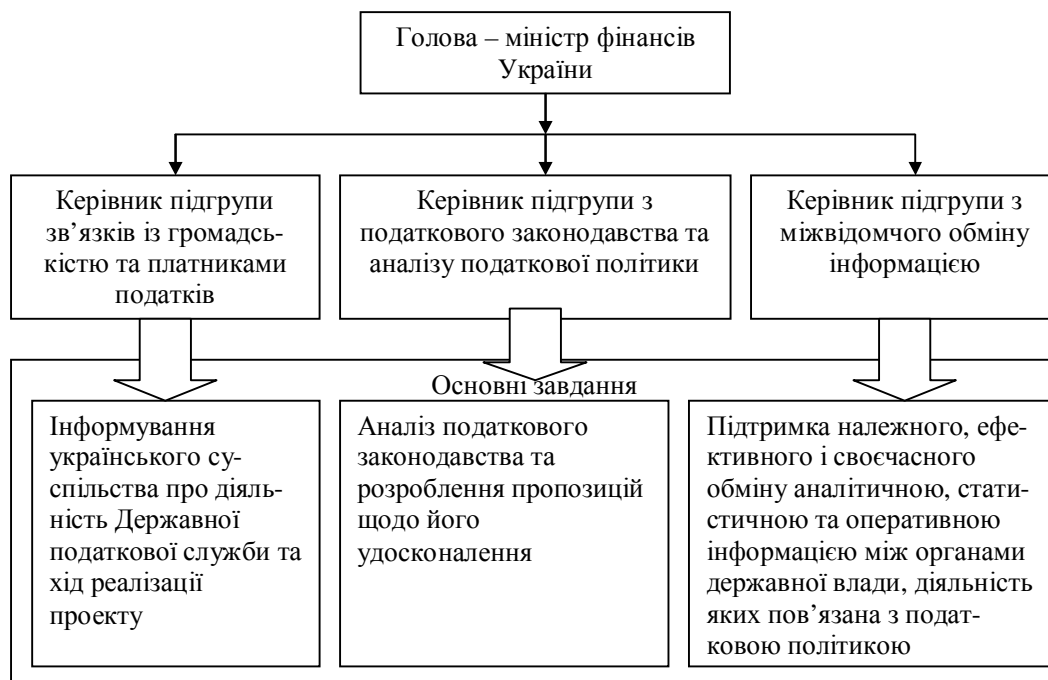 Голова – міністр фінансів
України
Керівник підгрупи
зв’язків із громадсь-
кістю та платниками
податків
Керівник підгрупи з
податкового законодавства та
аналізу податкової політики
Керівник підгрупи з
міжвідомчого обміну
інформацією
Основні завдання
Інформування
українського су-
спільства про діяль-
ність Державної
податкової служби та
хід реалізації
проекту
Аналіз податкового
законодавства та
розроблення пропозицій
щодо його
удосконалення
Підтримка належного, ефе-
ктивного і своєчасного
обміну аналітичною, стати-
стичною та оперативною
інформацією між органами
державної влади, діяльність
яких пов’язана з подат-
ковою політикою